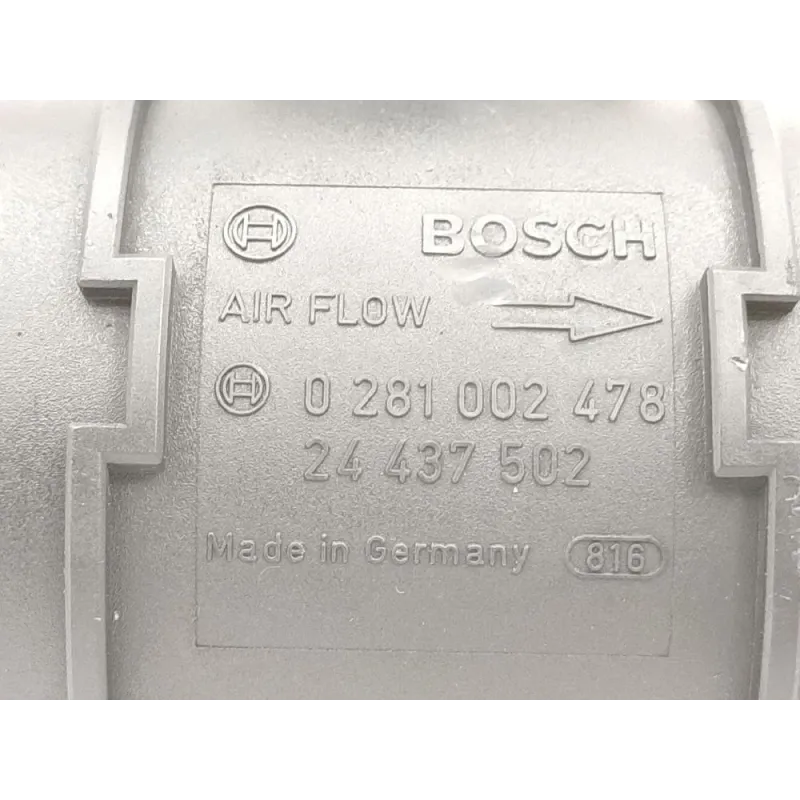 BOSCH
AIR FLOW
0 281 002 478
24 437 502
Made in Germany 816